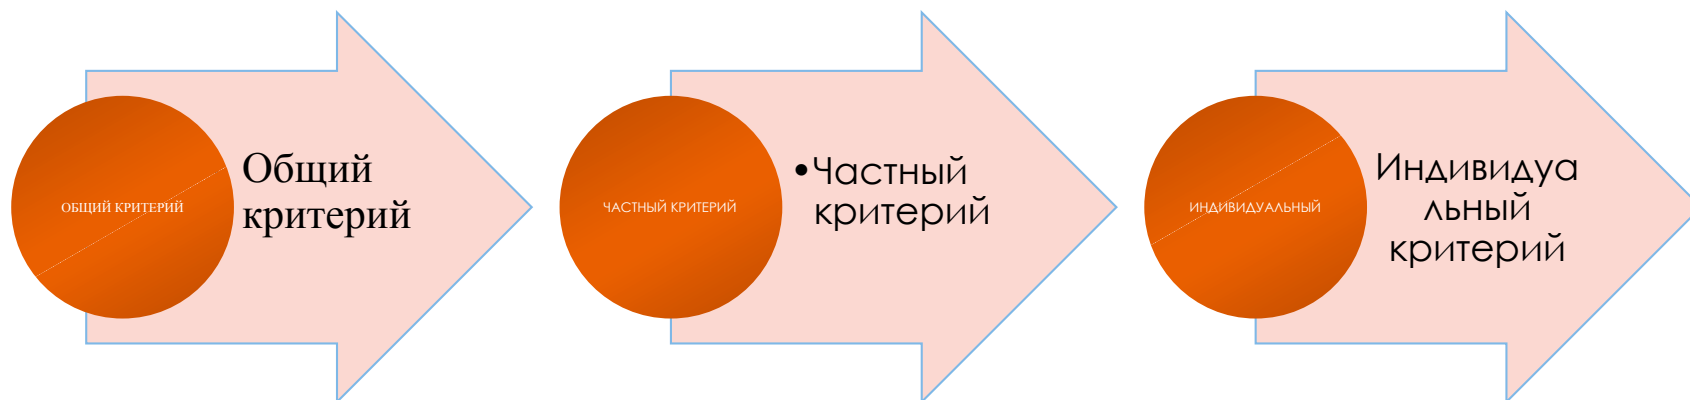 ОБЩИЙ КРИТЕРИЙ
Общий
критерий
ЧАСТНЫЙ КРИТЕРИЙ
•Частный
критерий
ИНДИВИДУАЛЬНЫЙ
Индивидуа
льный
критерий